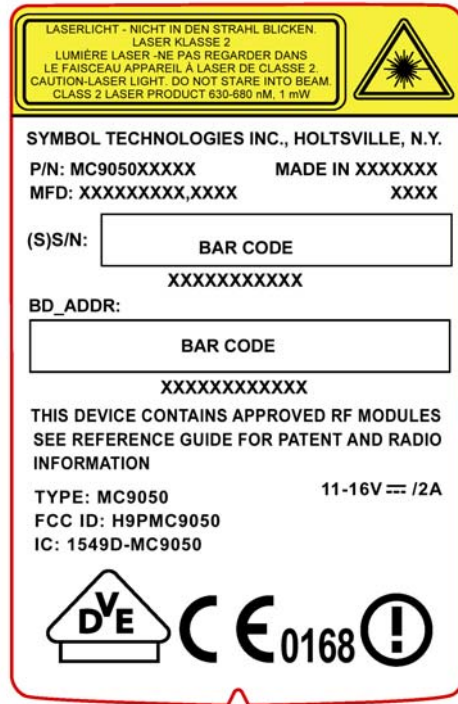 LASERLICHT - NICHT IN DEN STRAHL BLICKEN.
LASER KLASSE 2
LUMIÈRE LASER -NE PAS REGARDER DANS
LE FAISCEAU APPAREIL À LASER DE CLASSE 2.
CAUTION-LASER LIGHT. DO NOT STARE INTO BEAM.
CLASS 2 LASER PRODUCT 630-680 nM, 1 mW
SYMBOL TECHNOLOGIES INC., HOLTSVILLE, N.Y.
P/N: MC9050XXXXX MADE IN XXXXXXX
MFD: XXXXXXXXX,XXXX XXXX
(S)S/N: BAR CODE
XXXXXXXXXXX
BD_ADDR:
BAR CODE
XXXXXXXXXXXX
THIS DEVICE CONTAINS APPROVED RF MODULES
SEE REFERENCE GUIDE FOR PATENT AND RADIO
INFORMATION
11-16V ⎓ /2A
TYPE: MC9050
FCC ID: H9PMC9050
IC: 1549D-MC9050
DVE CE 0168 !